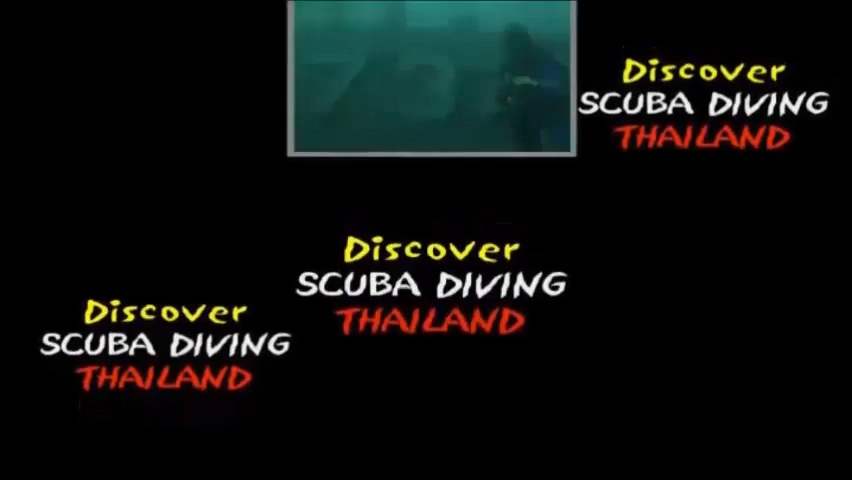 Discover
SCUBA DIVING
THAILAND
Discover
SCUBA DIVING
THAILAND
Discover
SCUBA DIVING
THAILAND